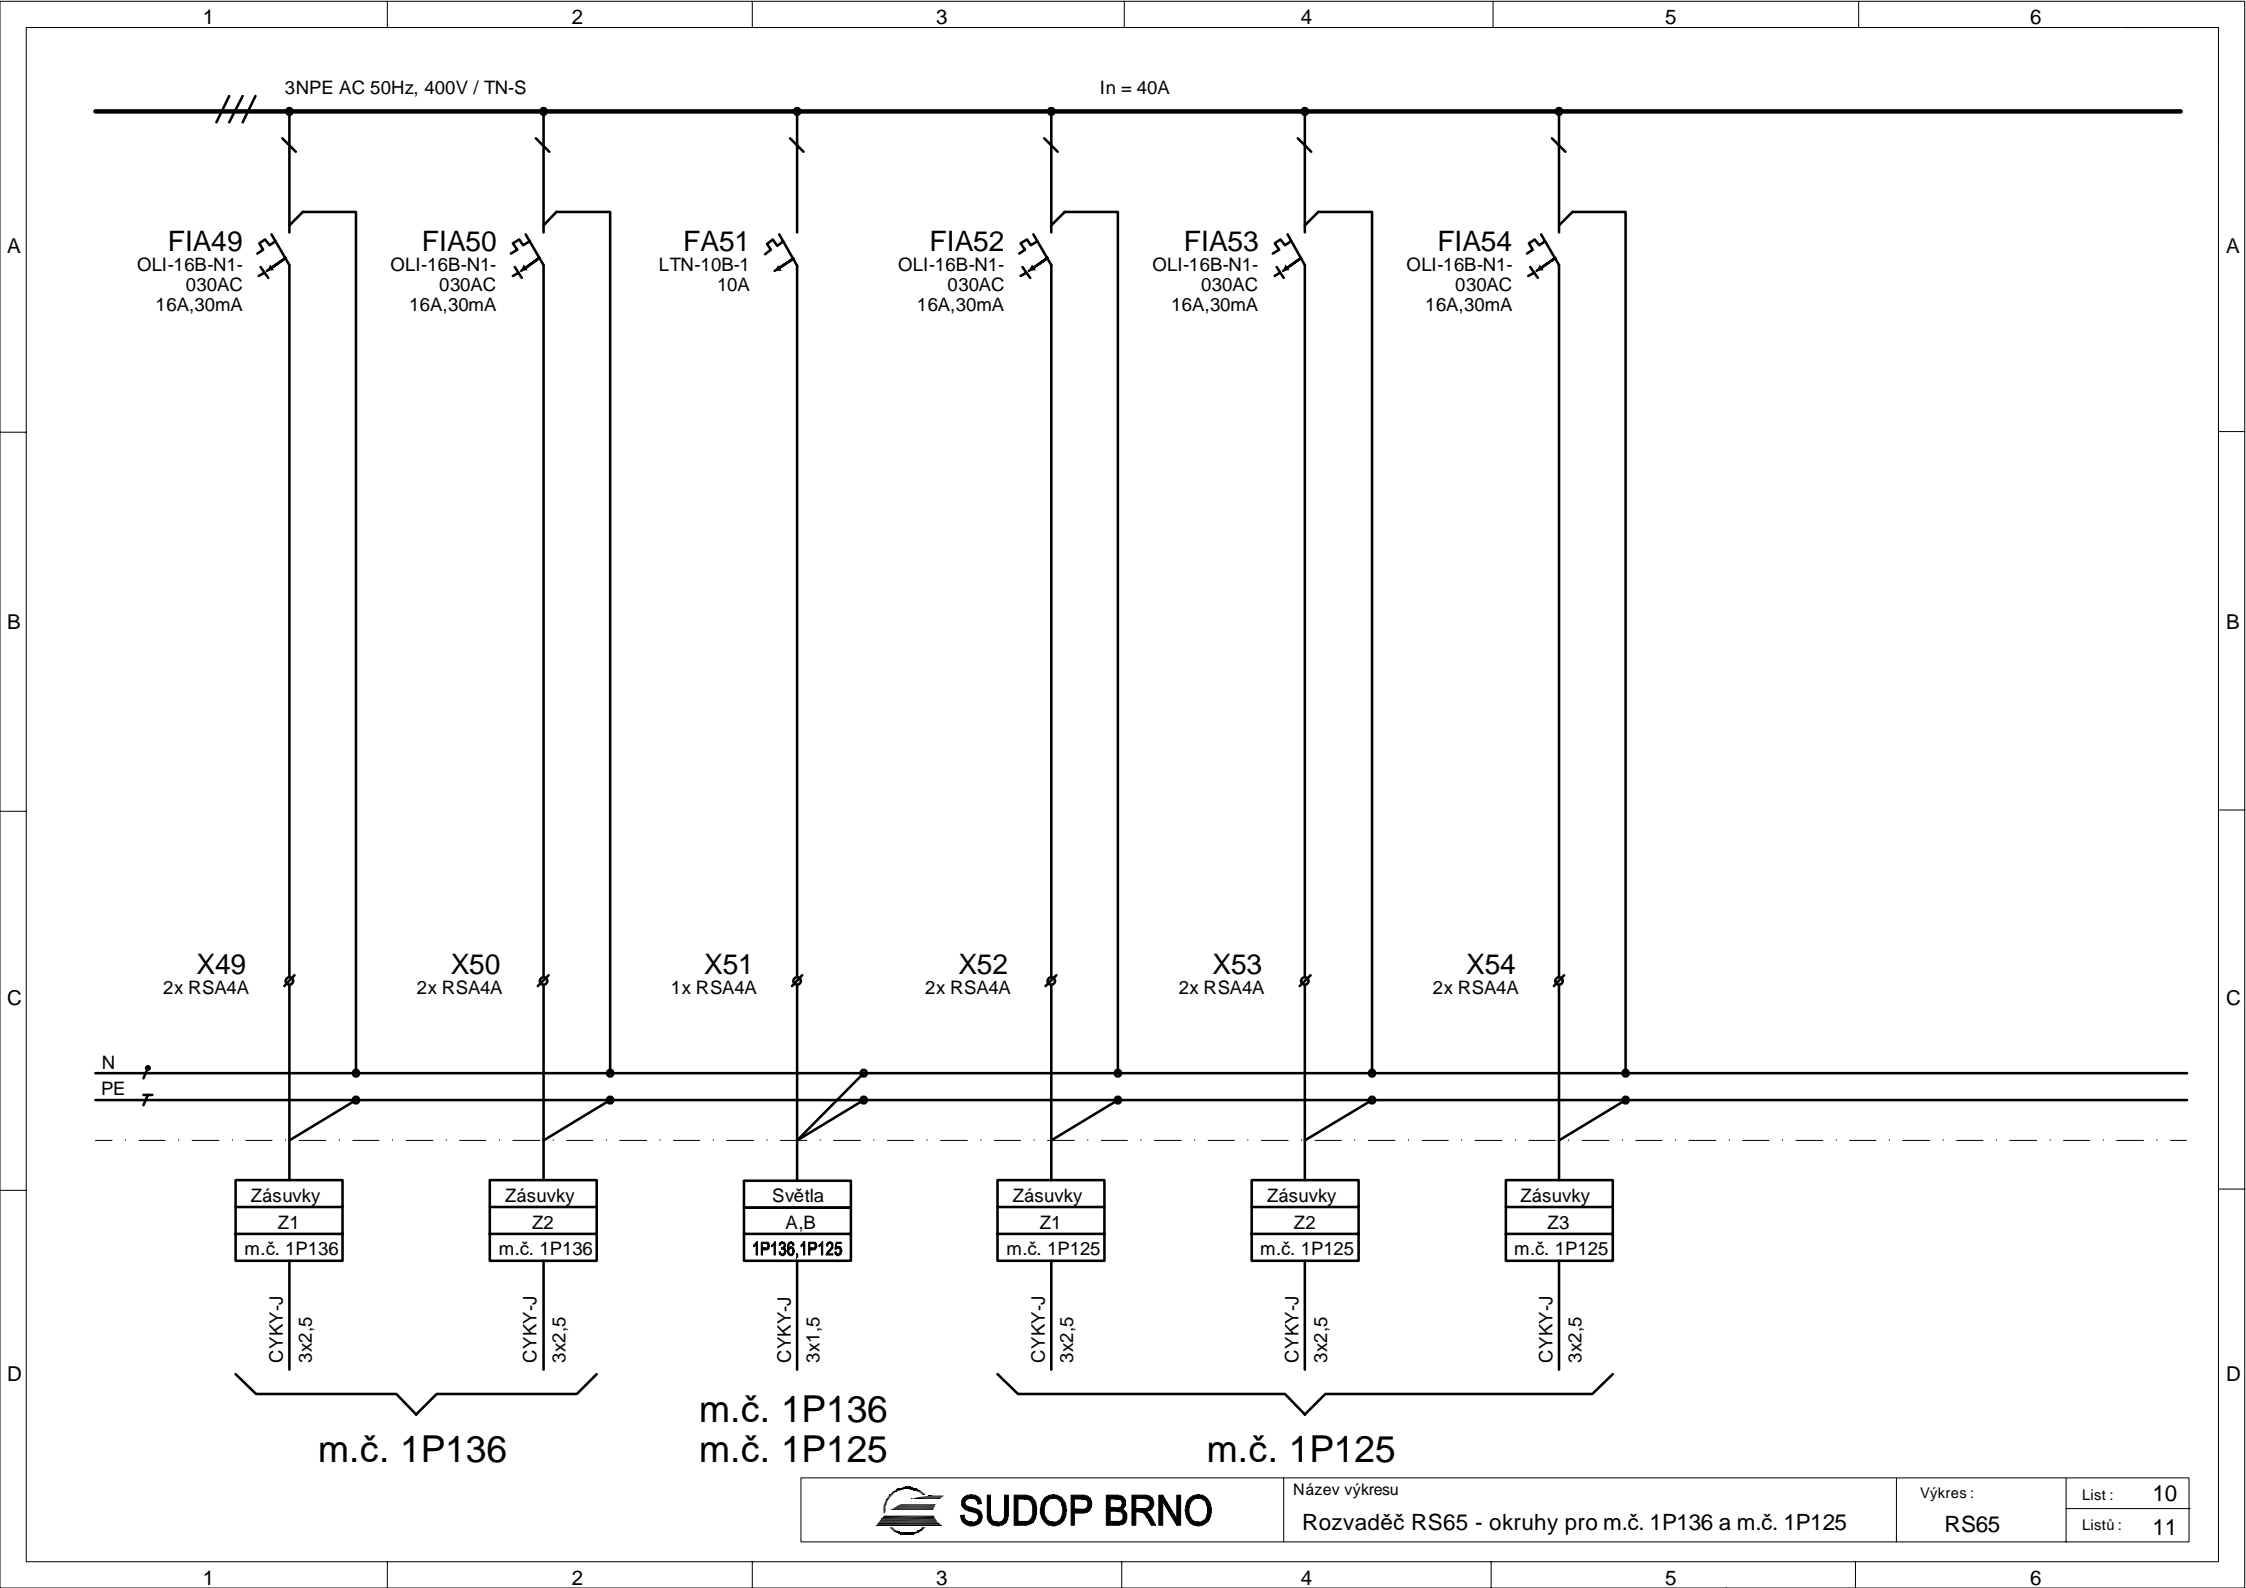 1 2 3 4 5 6
3NPE AC 50Hz, 400V / TN-S
In = 40A
A
A
FIA49
OLI-16B-N1-
030AC
16A,30mA
FIA50
OLI-16B-N1-
030AC
16A,30mA
FA51
LTN-10B-1
10A
FIA52
OLI-16B-N1-
030AC
16A,30mA
FIA53
OLI-16B-N1-
030AC
16A,30mA
FIA54
OLI-16B-N1-
030AC
16A,30mA
B
B
X49
2x RSA4A
X50
2x RSA4A
X51
1x RSA4A
X52
2x RSA4A
X53
2x RSA4A
X54
2x RSA4A
C
C
N
PE
Zásuvky
Z1
m.č. 1P136
Zásuvky
Z2
m.č. 1P136
Světla
A,B
1P136,1P125
Zásuvky
Z1
m.č. 1P125
Zásuvky
Z2
m.č. 1P125
Zásuvky
Z3
m.č. 1P125
CYKY-J
3x2,5
CYKY-J
3x2,5
CYKY-J
3x1,5
CYKY-J
3x2,5
CYKY-J
3x2,5
CYKY-J
3x2,5
D
D
m.č. 1P136
m.č. 1P136
m.č. 1P125
m.č. 1P125
SUDOP BRNO
Název výkresu
Rozvaděč RS65 - okruhy pro m.č. 1P136 a m.č. 1P125
Výkres :
RS65
List : 10
Listů : 11
1 2 3 4 5 6